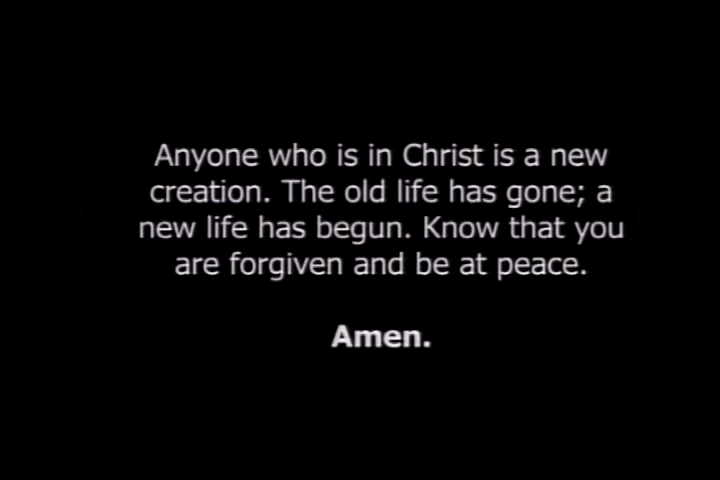 Anyone who is in Christ is a new
creation. The old life has gone; a
new life has begun. Know that you
are forgiven and be at peace.
Amen.